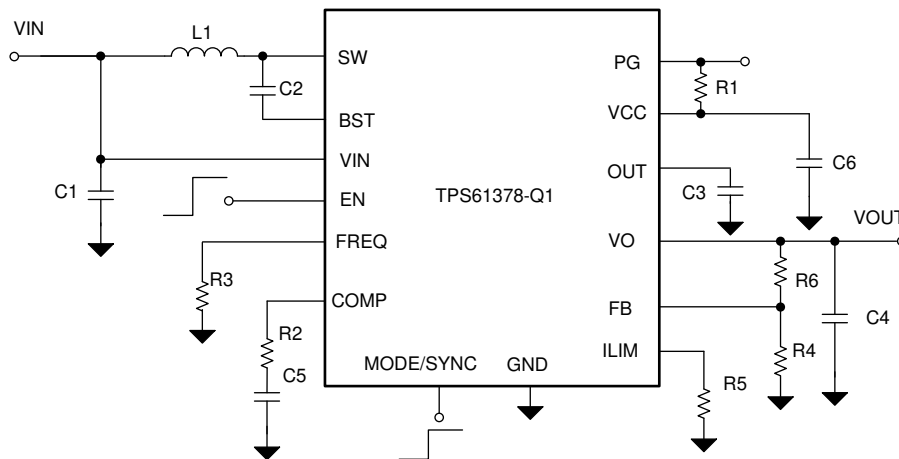 VIN
L1
SW
PG
R1
C2
VCC
BST
VIN
OUT
C6
C1
TPS61378-Q1
C3
EN
VOUT
FREQ
VO
R3
R6
COMP
FB
C4
R2
ILIM
R4
MODE/SYNC
GND
C5
R5